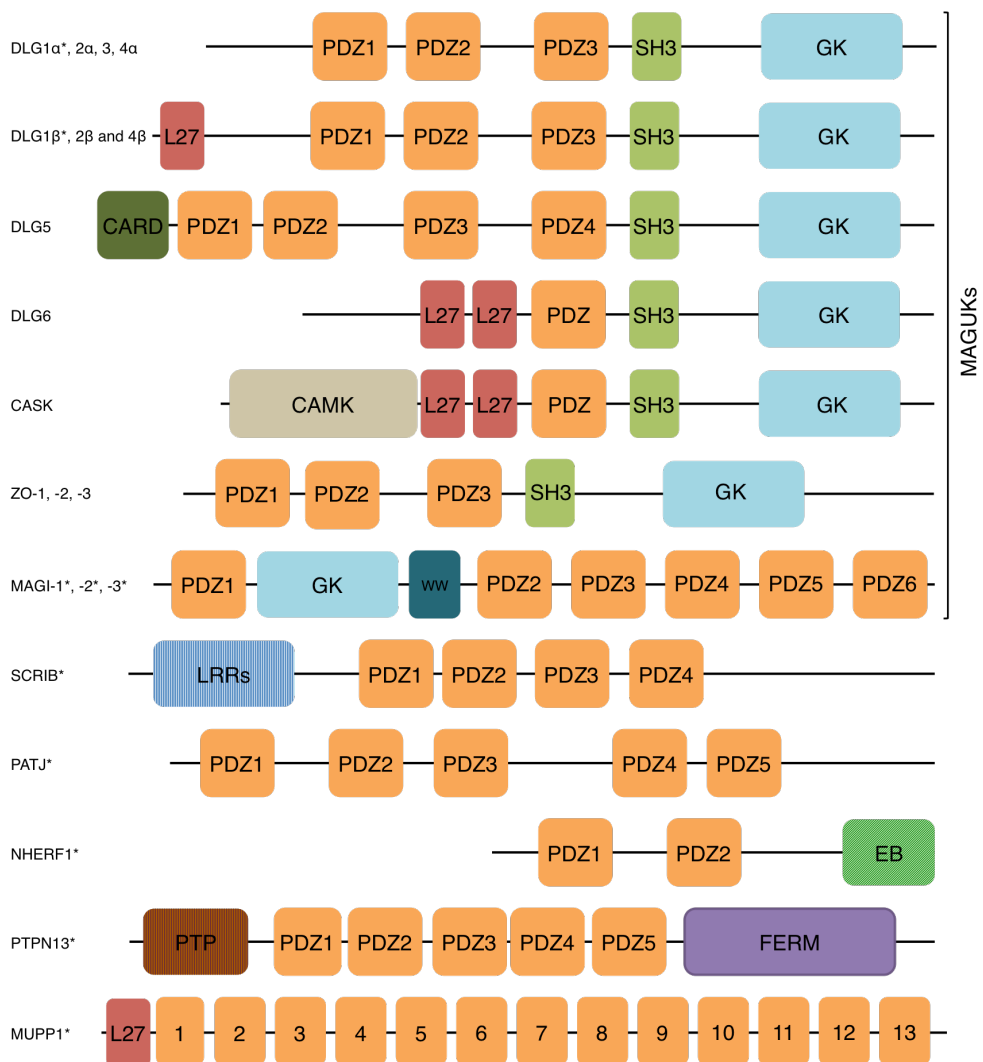 DLG1α*, 2α, 3, 4α PDZ1 PDZ2 PDZ3 SH3 GK
DLG1β*, 2β and 4β L27 PDZ1 PDZ2 PDZ3 SH3 GK
DLG5 CARD PDZ1 PDZ2 PDZ3 PDZ4 SH3 GK
DLG6 L27 L27 PDZ SH3 GK
CASK CAMK L27 L27 PDZ SH3 GK
ZO-1, -2, -3 PDZ1 PDZ2 PDZ3 SH3 GK
MAGI-1*, -2*, -3* PDZ1 GK WW PDZ2 PDZ3 PDZ4 PDZ5 PDZ6
MAGUKs
SCRIB* LRRs PDZ1 PDZ2 PDZ3 PDZ4
PATJ* PDZ1 PDZ2 PDZ3 PDZ4 PDZ5
NHERF1* PDZ1 PDZ2 EB
PTPN13* PTP PDZ1 PDZ2 PDZ3 PDZ4 PDZ5 FERM
MUPP1* L27 1 2 3 4 5 6 7 8 9 10 11 12 13